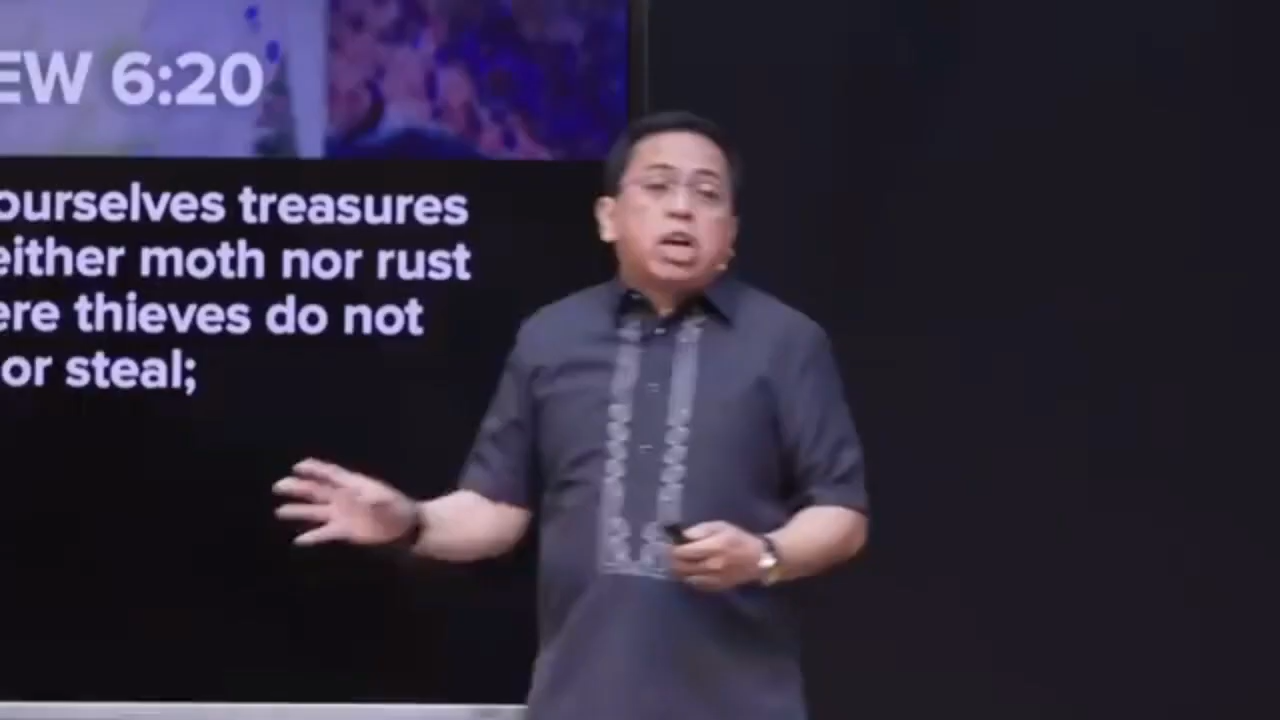 EW 6:20
ourselves treasures
either moth nor rust
ere thieves do not
or steal;